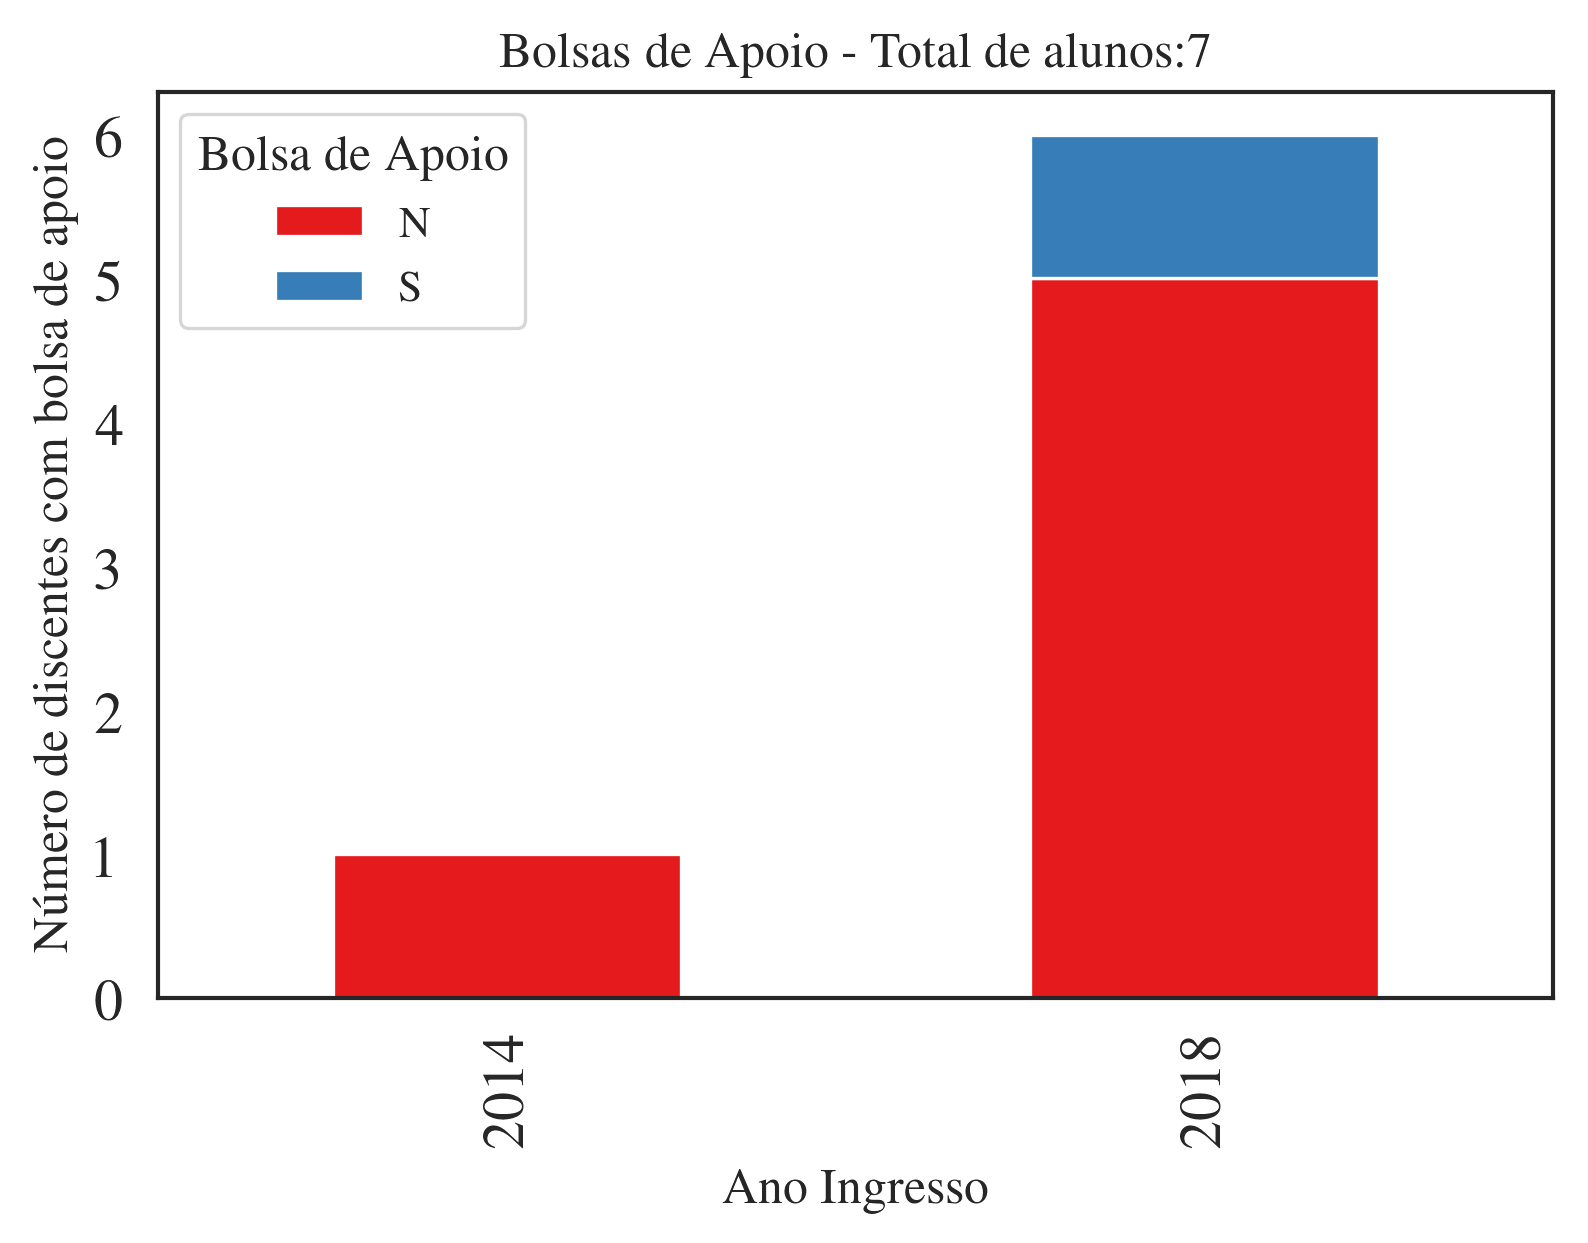 Bolsas de Apoio - Total de alunos:7
Bolsa de Apoio
N
S
Número de discentes com bolsa de apoio
6
5
4
3
2
1
0
2014
2018
Ano Ingresso